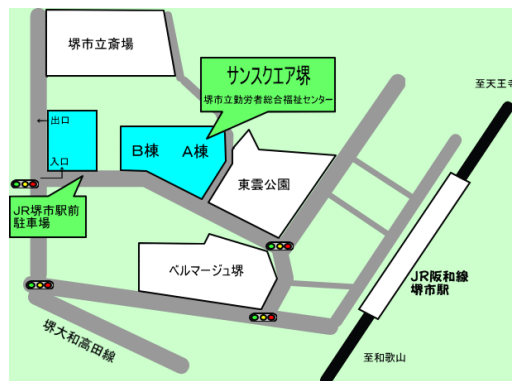 堺市立斎場
サンスクエア堺
堺市立勤労者総合福祉センター
至天王寺
←出口
入口
B棟 A棟
東雲公園
JR堺市駅前
駐車場
ベルマージュ堺
JR阪和線
堺市駅
堺大和高田線
至和歌山